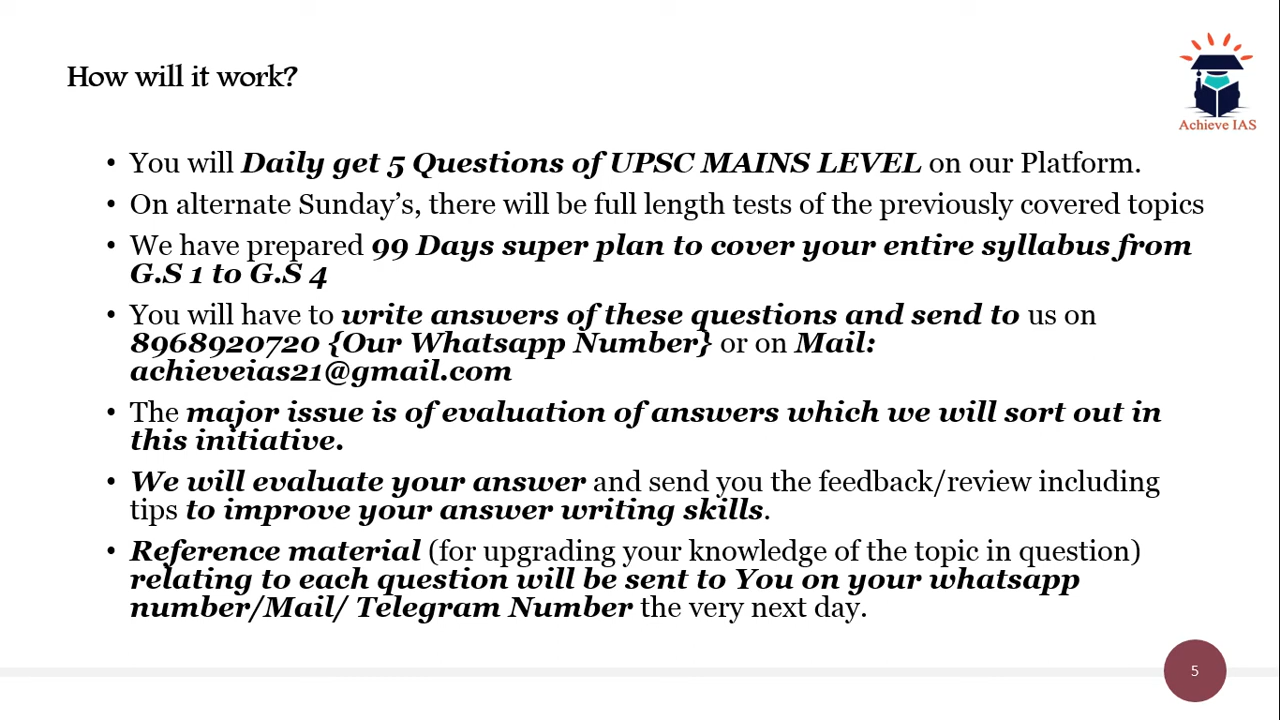 How will it work?
Achieve IAS
• You will Daily get 5 Questions of UPSC MAINS LEVEL on our Platform.
• On alternate Sunday’s, there will be full length tests of the previously covered topics
• We have prepared 99 Days super plan to cover your entire syllabus from
G.S 1 to G.S 4
• You will have to write answers of these questions and send to us on
8968920720 {Our Whatsapp Number} or on Mail:
achieveias21@gmail.com
• The major issue is of evaluation of answers which we will sort out in
this initiative.
• We will evaluate your answer and send you the feedback/review including
tips to improve your answer writing skills.
• Reference material (for upgrading your knowledge of the topic in question)
relating to each question will be sent to You on your whatsapp
number/Mail/ Telegram Number the very next day.
5